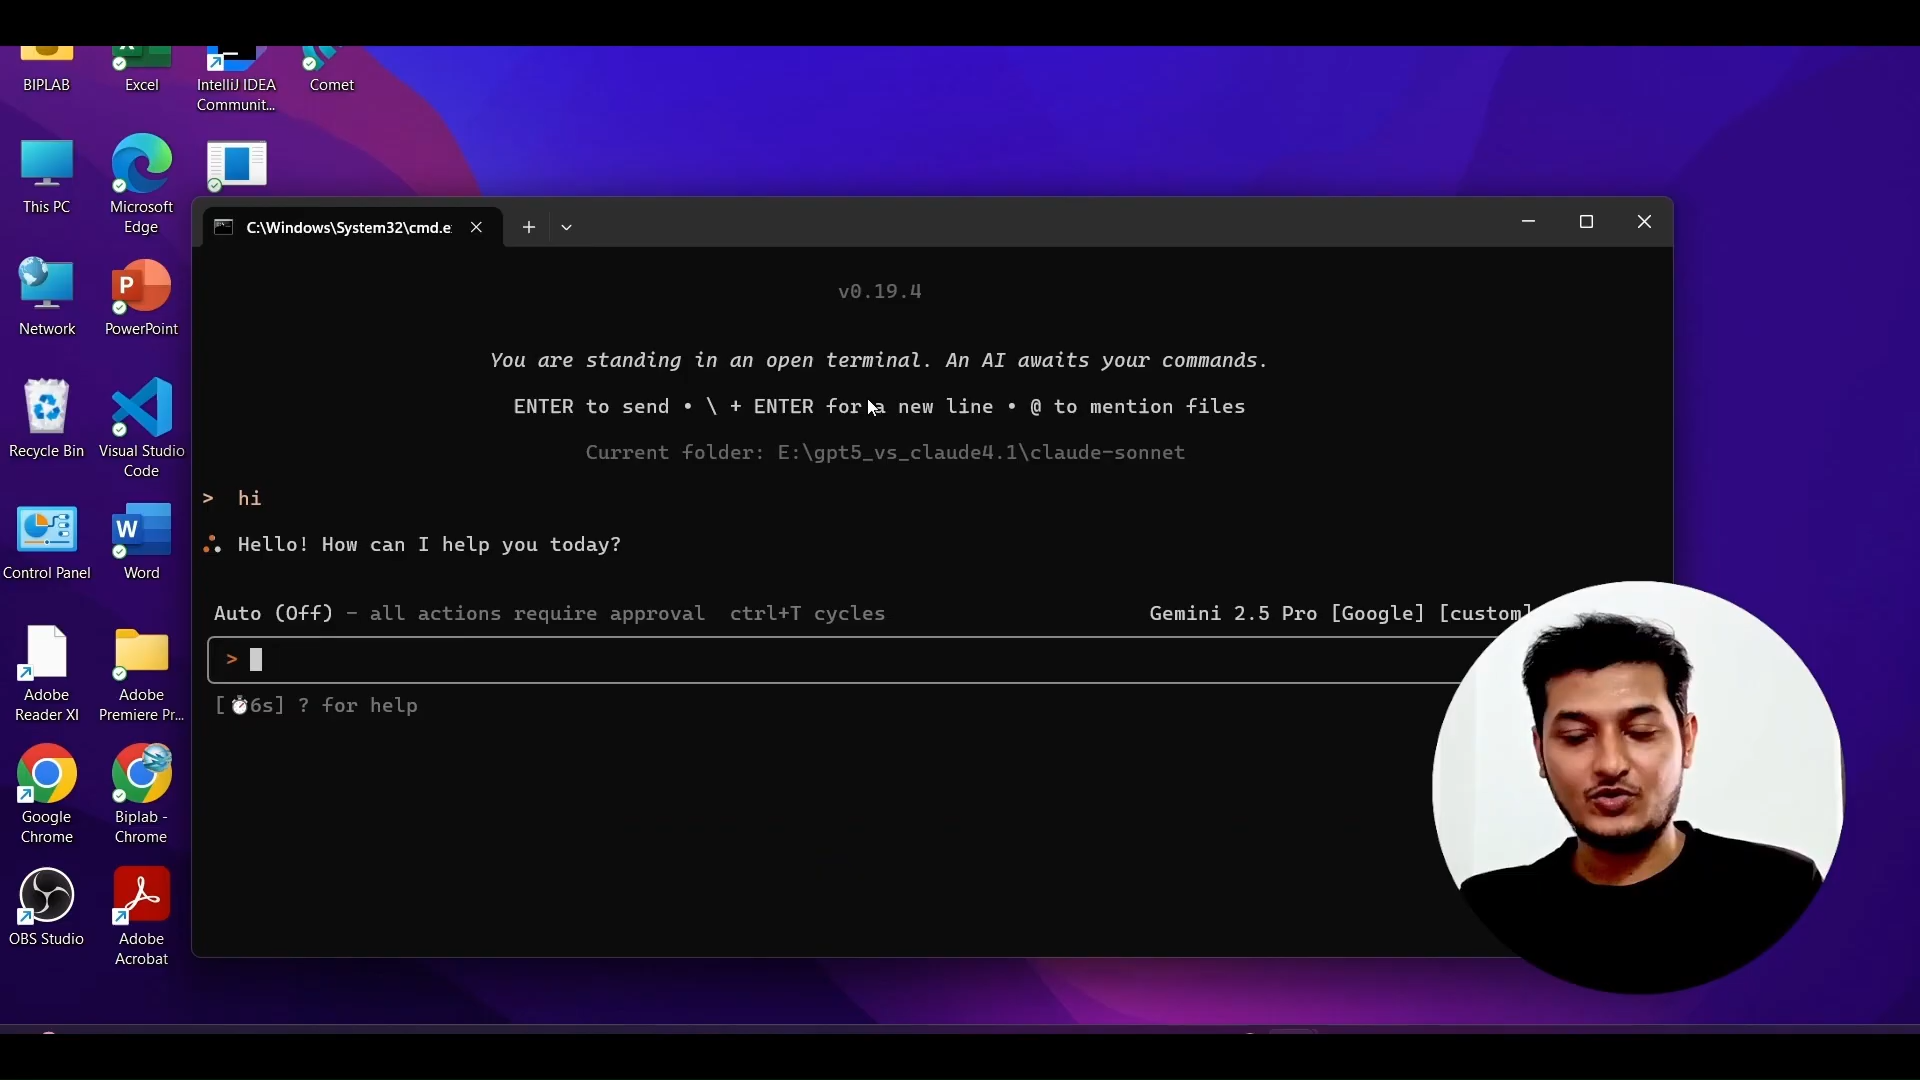 BIPLAB
Excel
IntelliJ IDEA
Communit...
Comet
This PC
Microsoft
Edge
Network
PowerPoint
Recycle Bin
Visual Studio
Code
Control Panel
Word
Adobe
Reader XI
Adobe
Premiere Pr...
Google
Chrome
Biplab -
Chrome
OBS Studio
Adobe
Acrobat
C:\Windows\System32\cmd.e
v0.19.4
You are standing in an open terminal. An AI awaits your commands.
ENTER to send • \ + ENTER for a new line • @ to mention files
Current folder: E:\gpt5_vs_claude4.1\claude-sonnet
> hi
Hello! How can I help you today?
Auto (Off) - all actions require approval ctrl+T cycles
Gemini 2.5 Pro [Google] [custom]
>
[⏱6s] ? for help